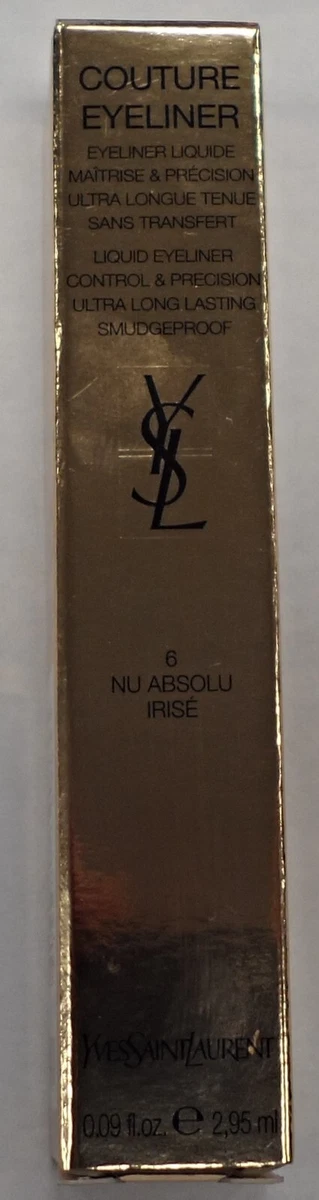 COUTURE
EYELINER
EYELINER LIQUIDE
MAÎTRISE & PRÉCISION
ULTRA LONGUE TENUE
SANS TRANSFERT
LIQUID EYELINER
CONTROL & PRECISION
ULTRA LONG LASTING
SMUDGEPROOF
YSL
6
NU ABSOLU
IRISÉ
YVESSAINTLAURENT
0.09 fl.oz. ℮ 2,95 ml